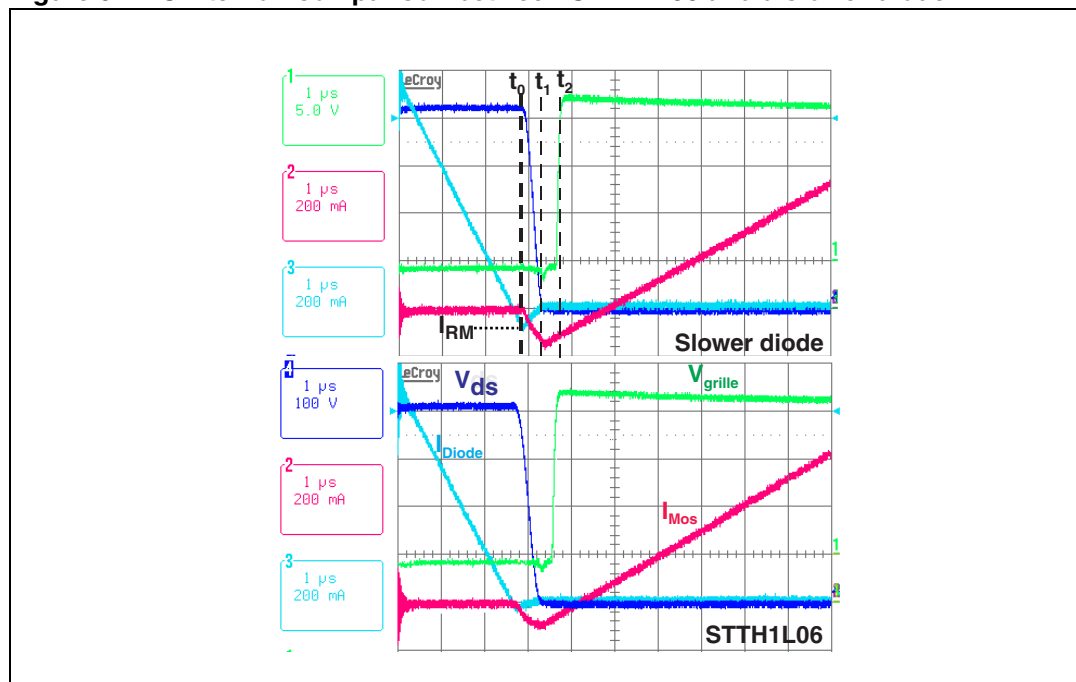 1
1 µs
5.0 V
2
1 µs
200 mA
3
1 µs
200 mA
LeCroy
t0 t1 t2
1
IRM
Slower diode
4
1 µs
100 V
2
1 µs
200 mA
3
1 µs
200 mA
LeCroy
Vds
Vgrille
IDiode
IMos
1
STTH1L06